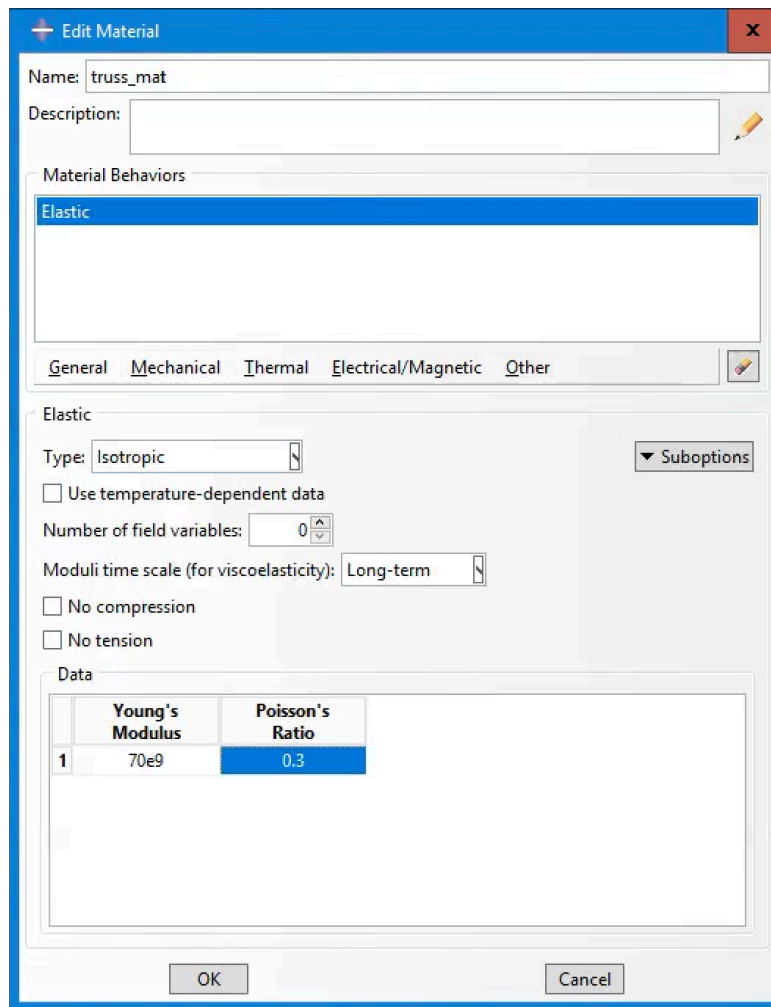 Edit Material
x
Name: truss_mat
Description:
Material Behaviors
Elastic
General Mechanical Thermal Electrical/Magnetic Other
Elastic
Type: Isotropic Suboptions
Use temperature-dependent data
Number of field variables: 0
Moduli time scale (for viscoelasticity): Long-term
No compression
No tension
Data
Young's Poisson's
Modulus Ratio
1 70e9 0.3
OK Cancel